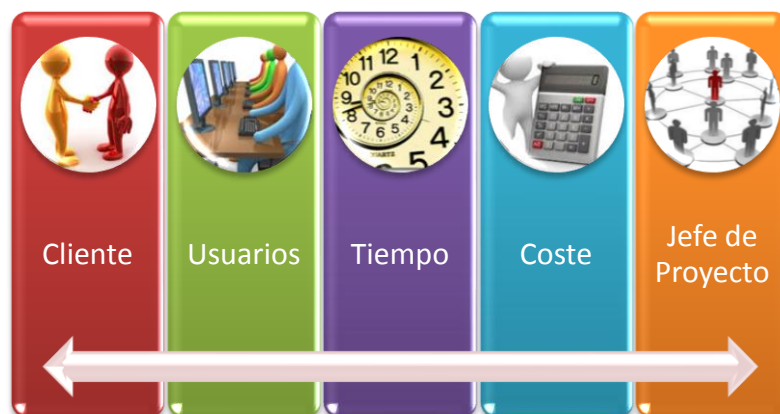 Cliente
Usuarios
Tiempo
Coste
Jefe de
Proyecto